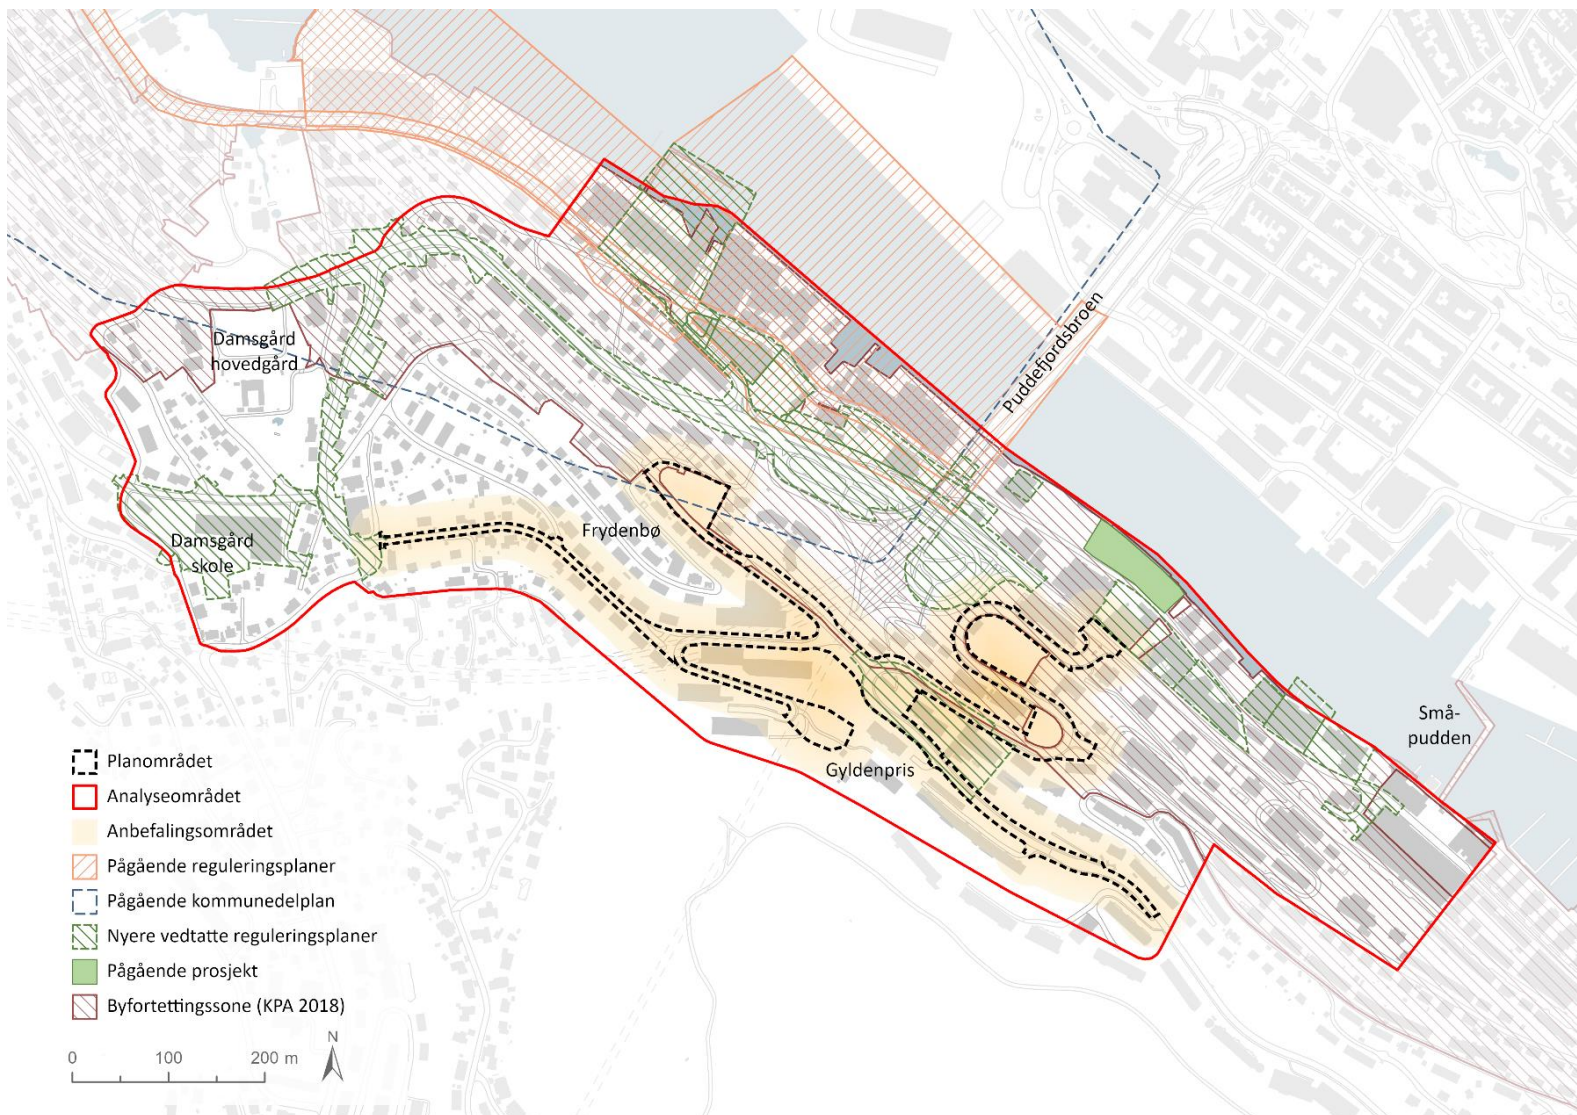 Puddefjordsbroen
Damsgård
hovedgård
Frydenbø
Damsgård
skole
Små-
pudden
Gyldenpris
Planområdet
Analyseområdet
Anbefalingsområdet
Pågående reguleringsplaner
Pågående kommunedelplan
Nyere vedtatte reguleringsplaner
Pågående prosjekt
Byfortettingssone (KPA 2018)
N
0 100 200 m